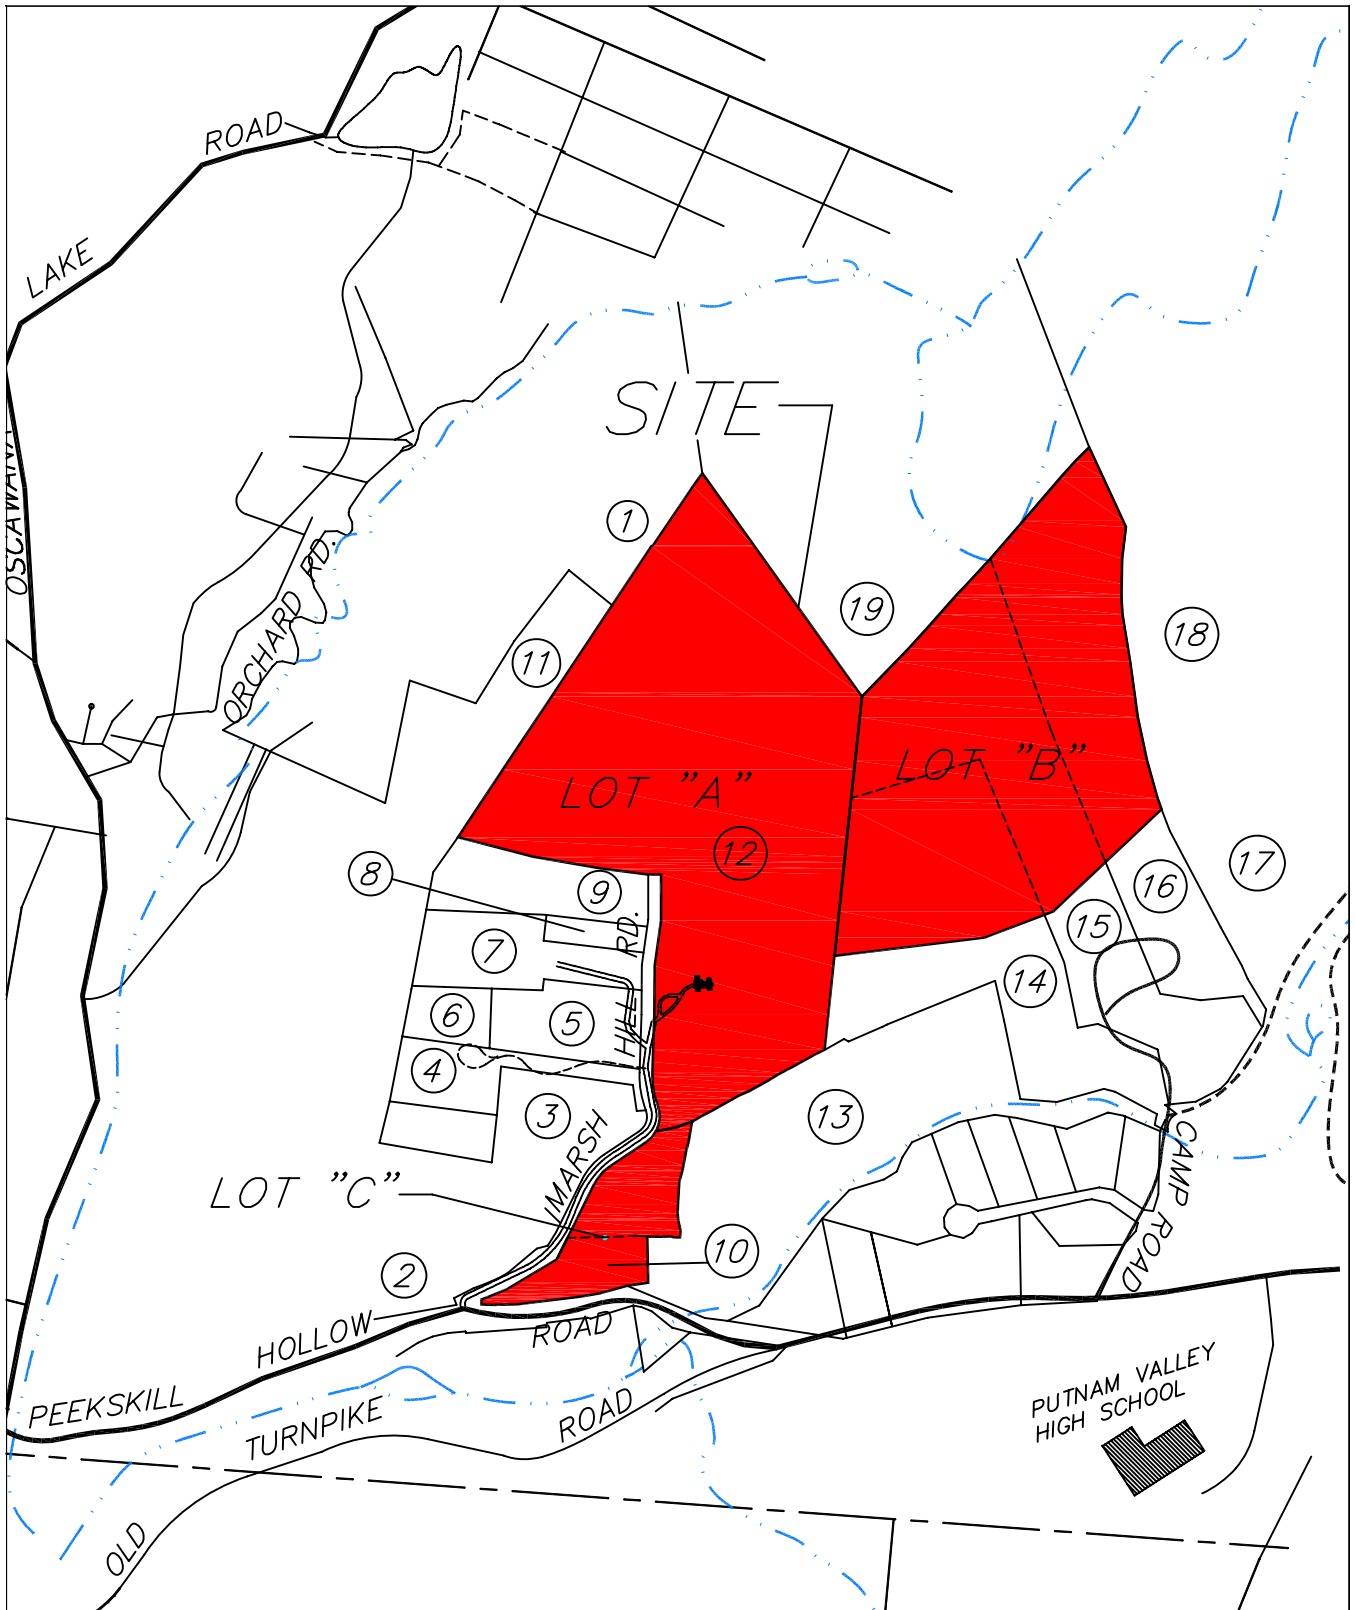 ROAD
LAKE
OSCAWANA
SITE
1
ORCHARD RD.
19
18
11
LOT "A"
LOT "B"
12
8
9
17
16
15
7
HILL RD.
14
6
5
4
3
13
MARSH
CAMP ROAD
LOT "C"
10
2
HOLLOW
ROAD
PEEKSKILL
TURNPIKE
ROAD
OLD
PUTNAM VALLEY
HIGH SCHOOL